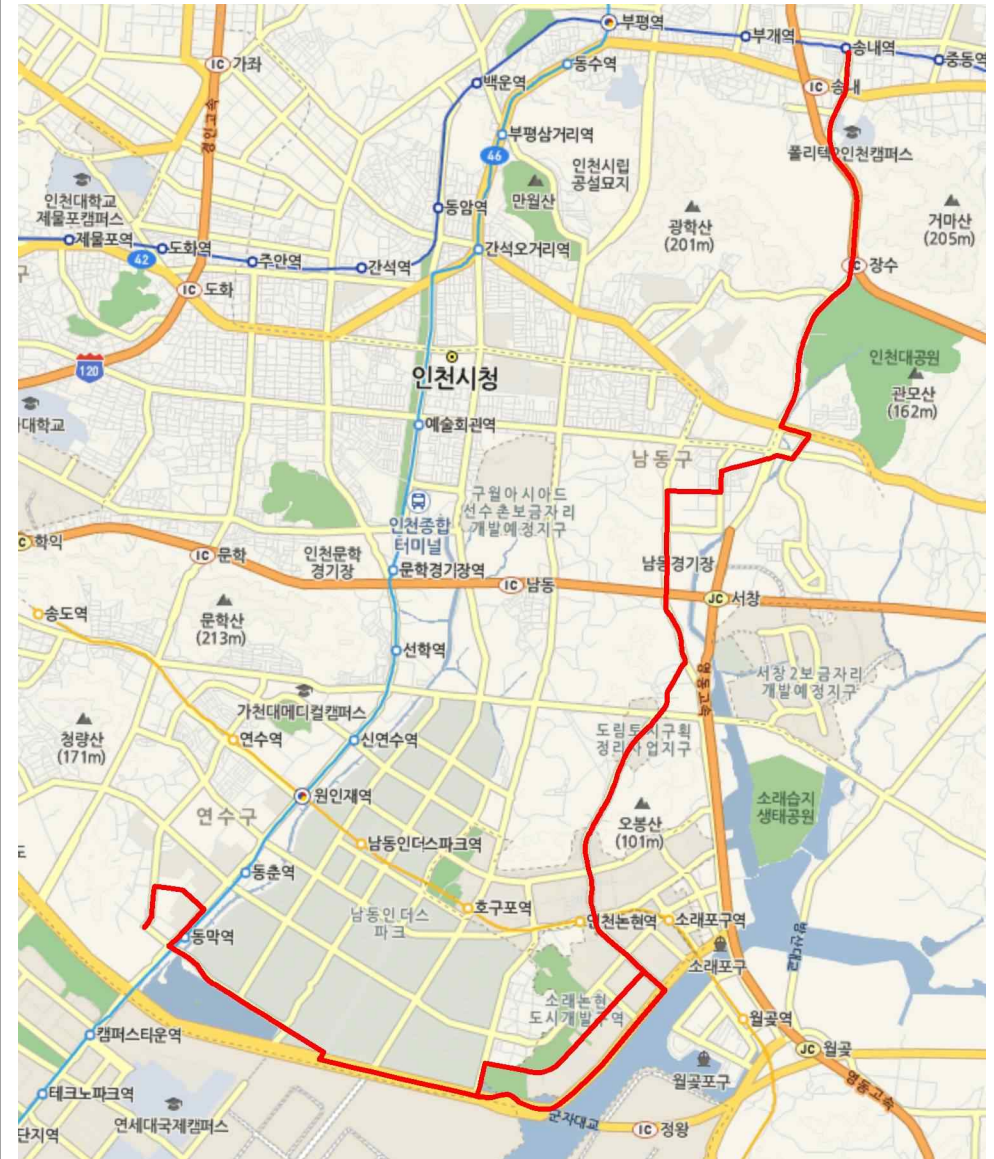 부평역
부개역
송내역
중동역
IC 가좌
동수역
백운역
IC 송내
경인고속
부평삼거리역
폴리텍2인천캠퍼스
46
인천시립
공설묘지
만월산
인천대학교
제물포캠퍼스
동암역
광학산
(201m)
거마산
(205m)
제물포역
도화역
간석오거리역
42
주안역
간석역
장수
IC 도화
인천시청
인천대공원
120
관모산
(162m)
대학교
예술회관역
남동구
구월아시아드
선수촌보금자리
개발예정지구
인천종합
터미널
학익
IC 문학
인천문학
경기장
문학경기장역
IC 남동
남동경기장
JC 서창
송도역
문학산
(213m)
선학역
서창2보금자리
개발예정지구
가천대메디컬캠퍼스
청량산
(171m)
연수역
신연수역
정리사업지구
소래습지
생태공원
원인재역
연수구
오봉산
(101m)
남동인더스파크역
동춘역
호구포역
인천논현역
소래포구역
남동인더스
파크
동막역
방산대교
소래포구
소래논현
월곶역
캠퍼스타운역
JC 월곶
월곶포구
영동고속
테크노파크역
군자대교
연세대국제캠퍼스
IC 정왕
단지역